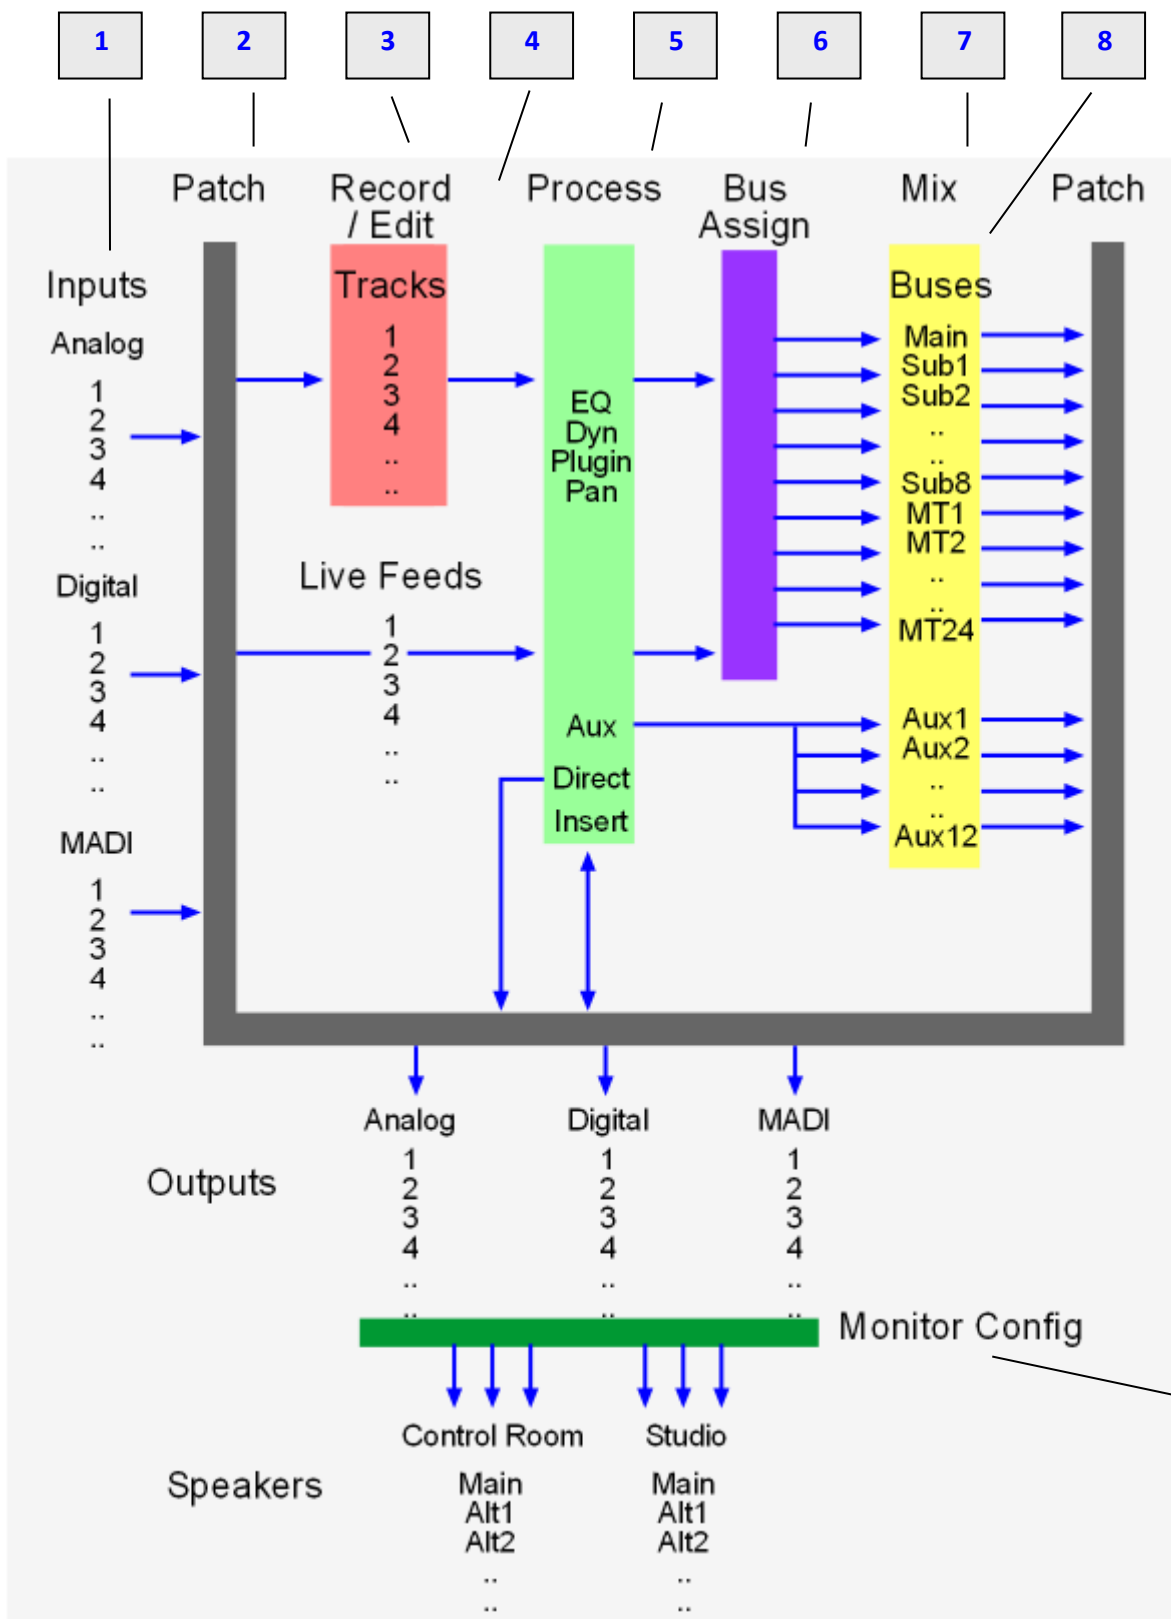 1 2 3 4 5 6 7 8
Patch Record / Edit Process Bus Assign Mix Patch
Inputs
Analog
1
2
3
4
..
..
Digital
1
2
3
4
..
..
MADI
1
2
3
4
..
..
Tracks
1
2
3
4
..
..
Live Feeds
1
2
3
4
..
..
EQ
Dyn
Plugin
Pan
Aux
Direct
Insert
Buses
Main
Sub1
Sub2
..
..
Sub8
MT1
MT2
..
..
MT24
Aux1
Aux2
..
..
Aux12
Outputs
Analog
1
2
3
4
..
..
Digital
1
2
3
4
..
..
MADI
1
2
3
4
..
..
Monitor Config
Speakers
Control Room
Main
Alt1
Alt2
..
..
Studio
Main
Alt1
Alt2
..
..